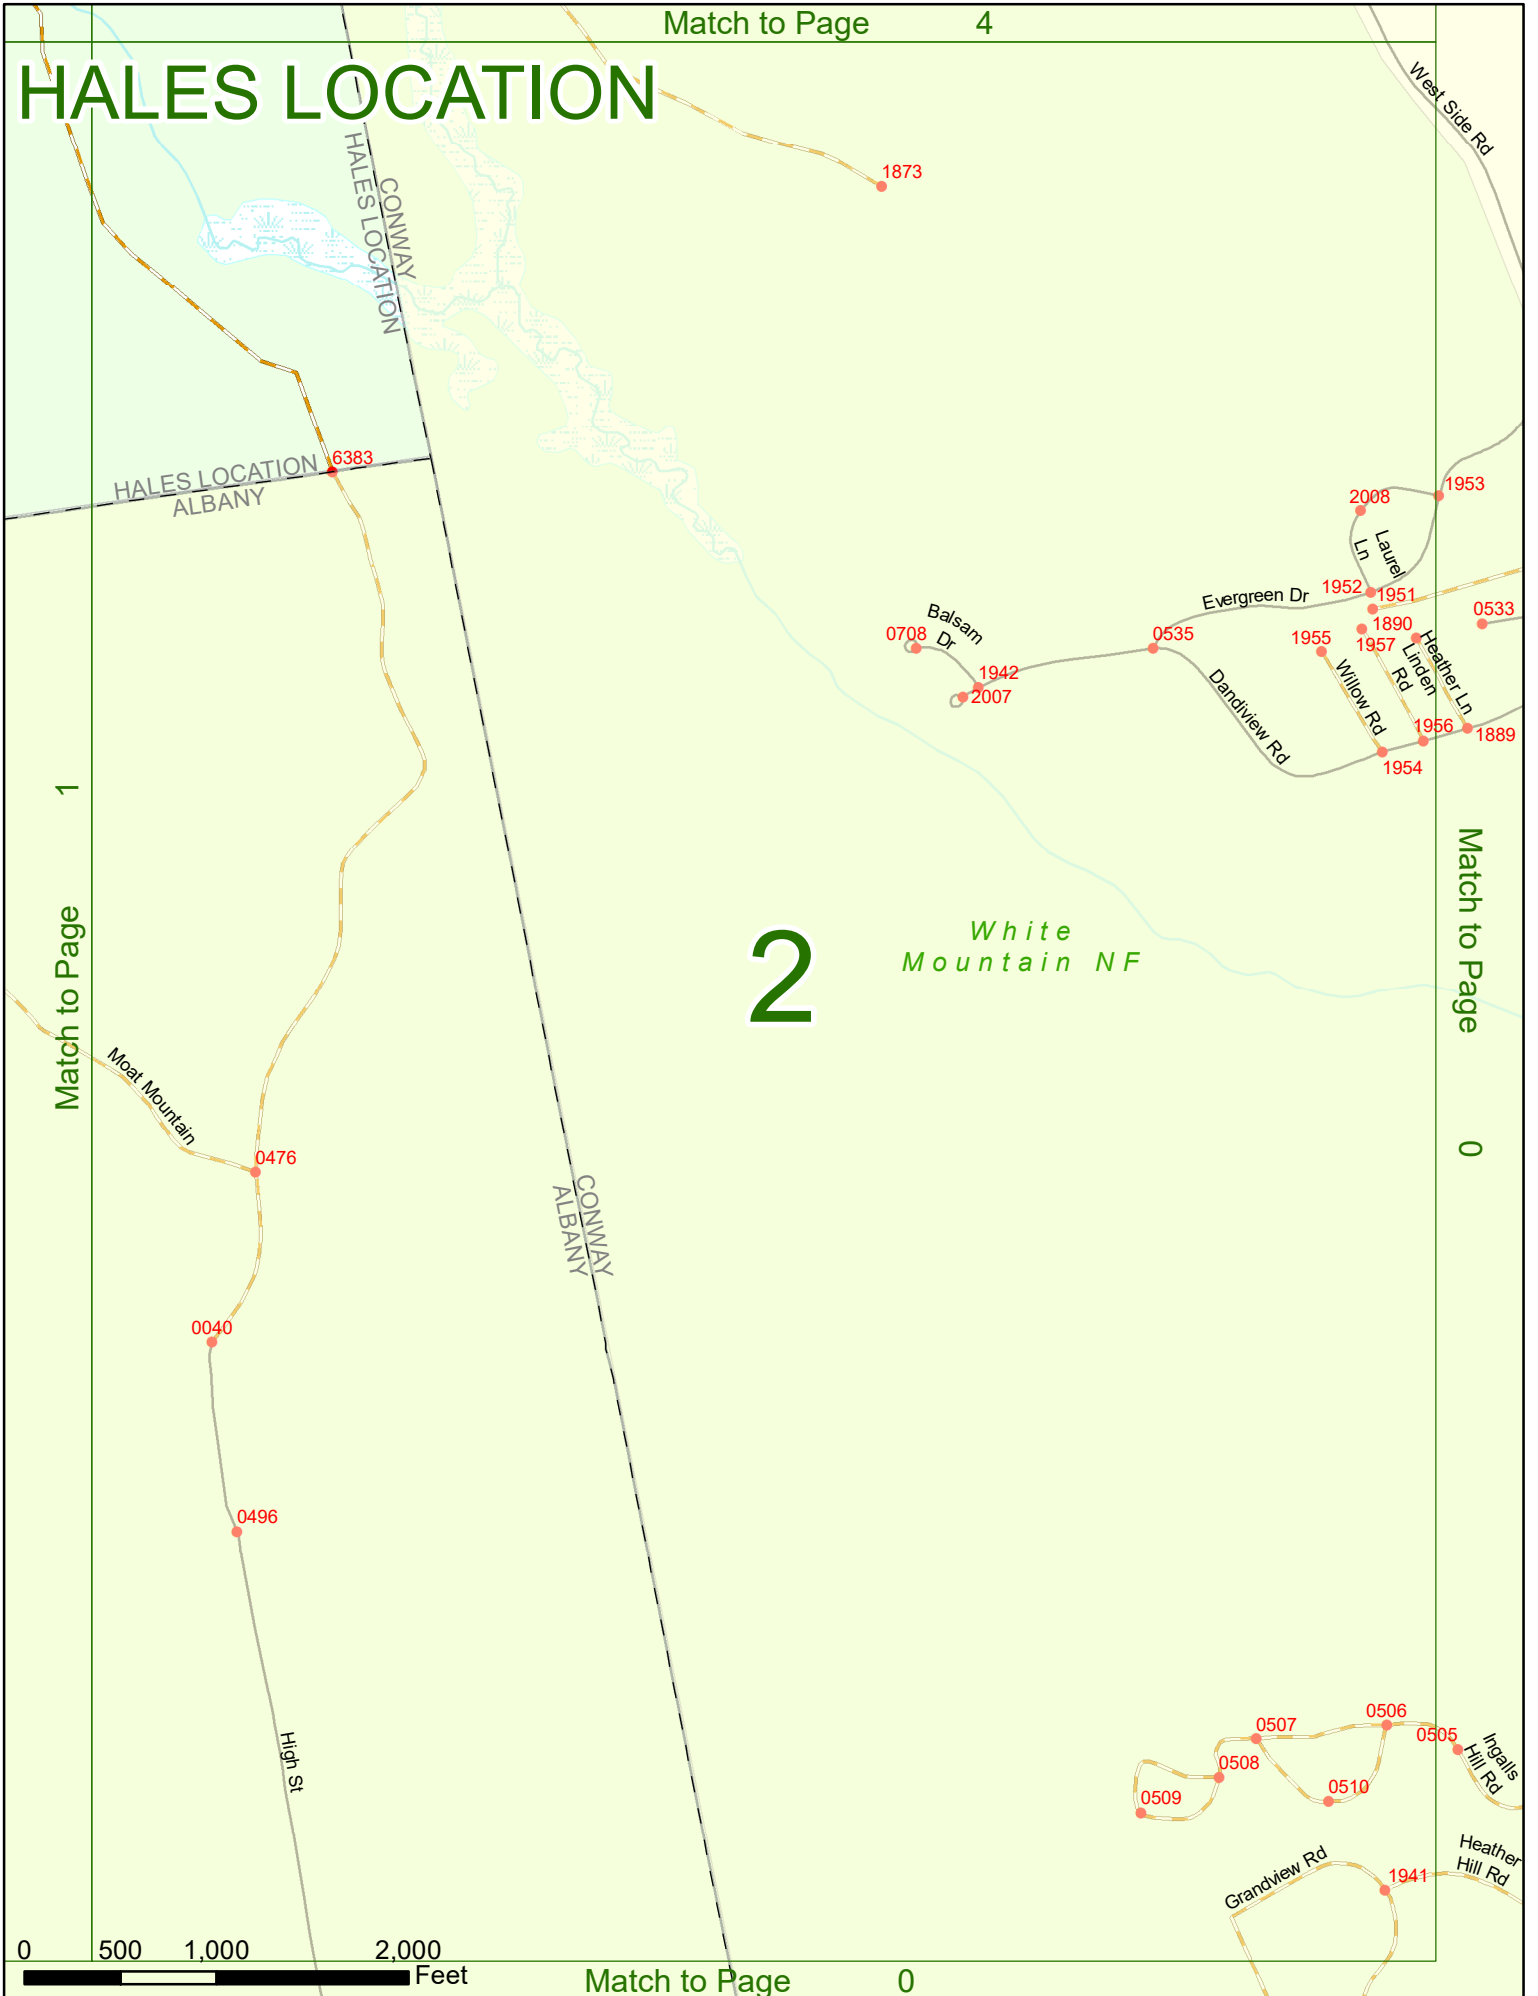 Match to Page 4
HALES LOCATION
West Side Rd
CONWAY
HALES LOCATION
1873
6383
HALES LOCATION
ALBANY
2008
1953
Laurel
Ln
1952
1951
Evergreen Dr
0533
Balsam
Dr
0708
0535
1890
1957
1955
Heather Ln
Linden
Rd
Willow Rd
1942
2007
Dandiview Rd
1956
1889
1954
Match to Page 1
Match to Page 0
White
Mountain NF
2
Moat Mountain
0476
CONWAY
ALBANY
0040
0496
High St
0506
0507
0505
Ingalls
Hill Rd
0508
0510
0509
Heather
Hill Rd
Grandview Rd
1941
0 500 1,000 2,000
Feet
Match to Page 0